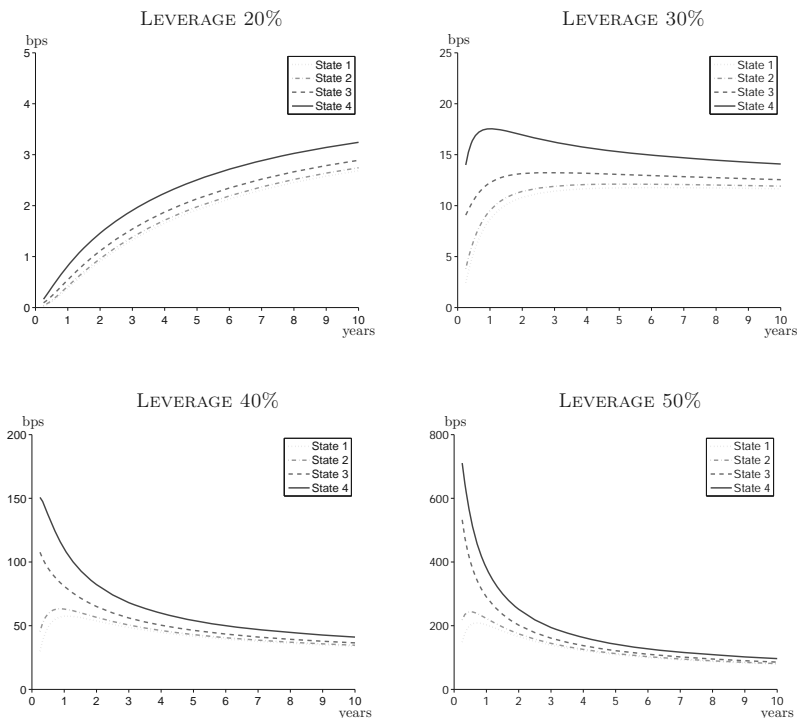 LEVERAGE 20%
bps
5
4
3
2
1
0
0 1 2 3 4 5 6 7 8 9 10
years
State 1
State 2
State 3
State 4
LEVERAGE 30%
bps
25
20
15
10
5
0
0 1 2 3 4 5 6 7 8 9 10
years
State 1
State 2
State 3
State 4
LEVERAGE 40%
bps
200
150
100
50
0
0 1 2 3 4 5 6 7 8 9 10
years
State 1
State 2
State 3
State 4
LEVERAGE 50%
bps
800
600
400
200
0
0 1 2 3 4 5 6 7 8 9 10
years
State 1
State 2
State 3
State 4